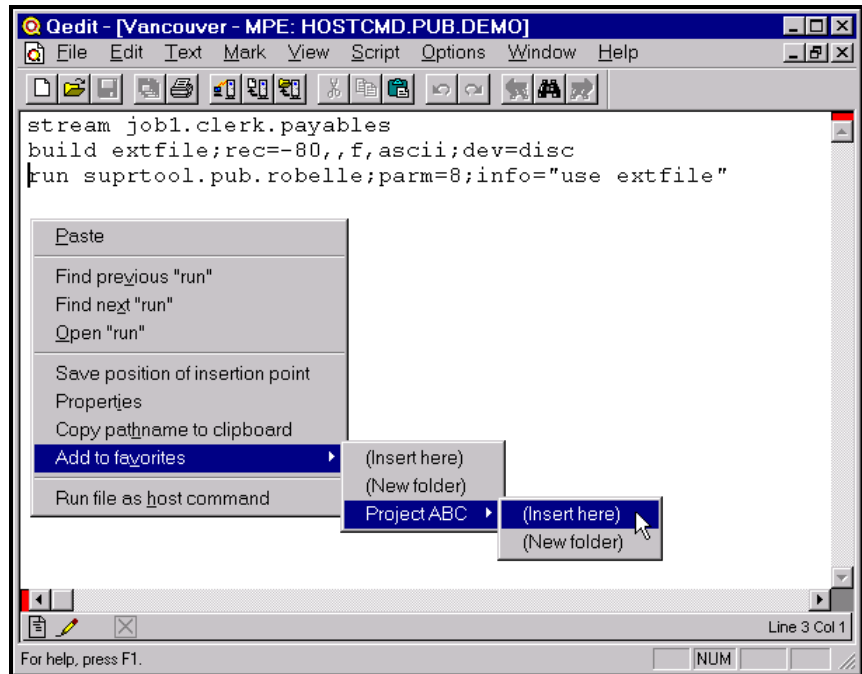 Qedit - [Vancouver - MPE: HOSTCMD.PUB.DEMO]
File Edit Text Mark View Script Options Window Help
stream job1.clerk.payables
build extfile;rec=-80,,f,ascii;dev=disc
run suprtool.pub.robelle;parm=8;info="use extfile"
Paste
Find previous "run"
Find next "run"
Open "run"
Save position of insertion point
Properties
Copy pathname to clipboard
Add to favorites
Run file as host command
(Insert here)
(New folder)
Project ABC
(Insert here)
(New folder)
Line 3 Col 1
For help, press F1.
NUM